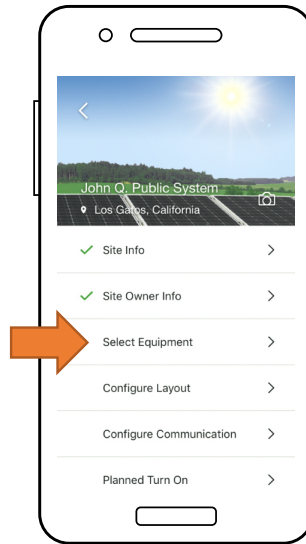 John Q. Public System
Los Gatos, California
Site Info
Site Owner Info
Select Equipment
Configure Layout
Configure Communication
Planned Turn On